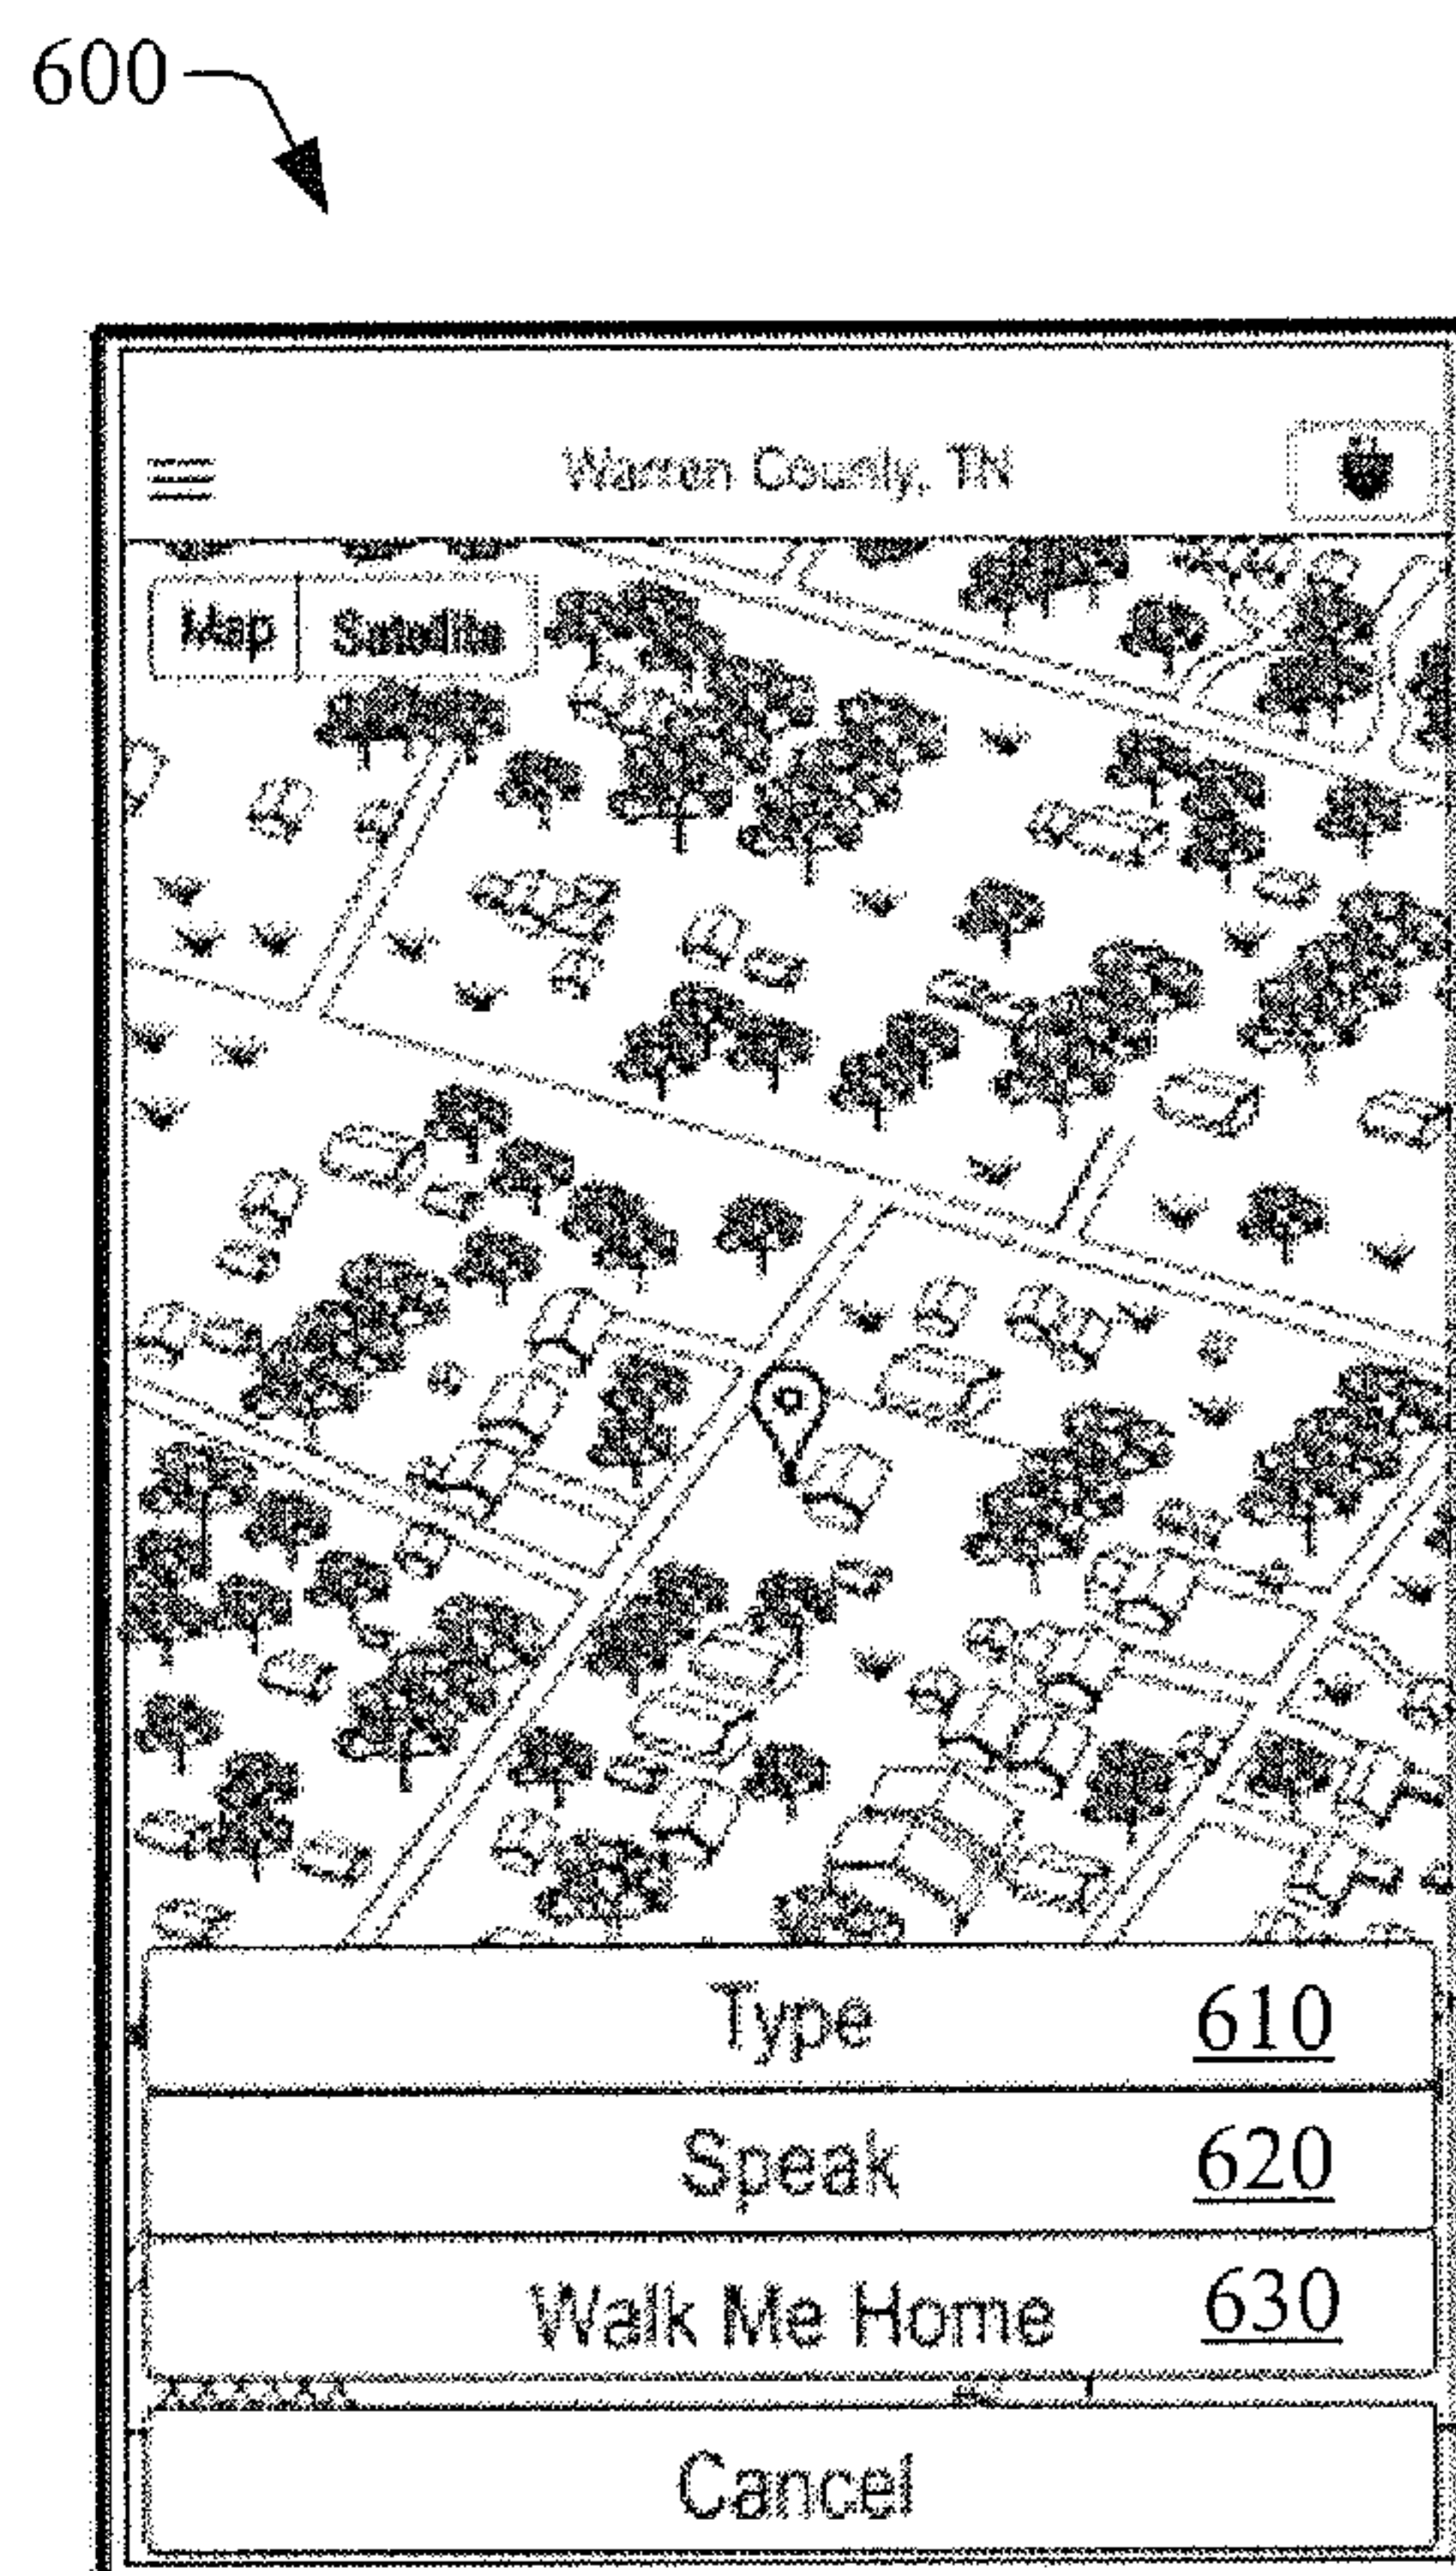 600
Warren County, TN
Map Satellite
Type 610
Speak 620
Walk Me Home 630
Cancel